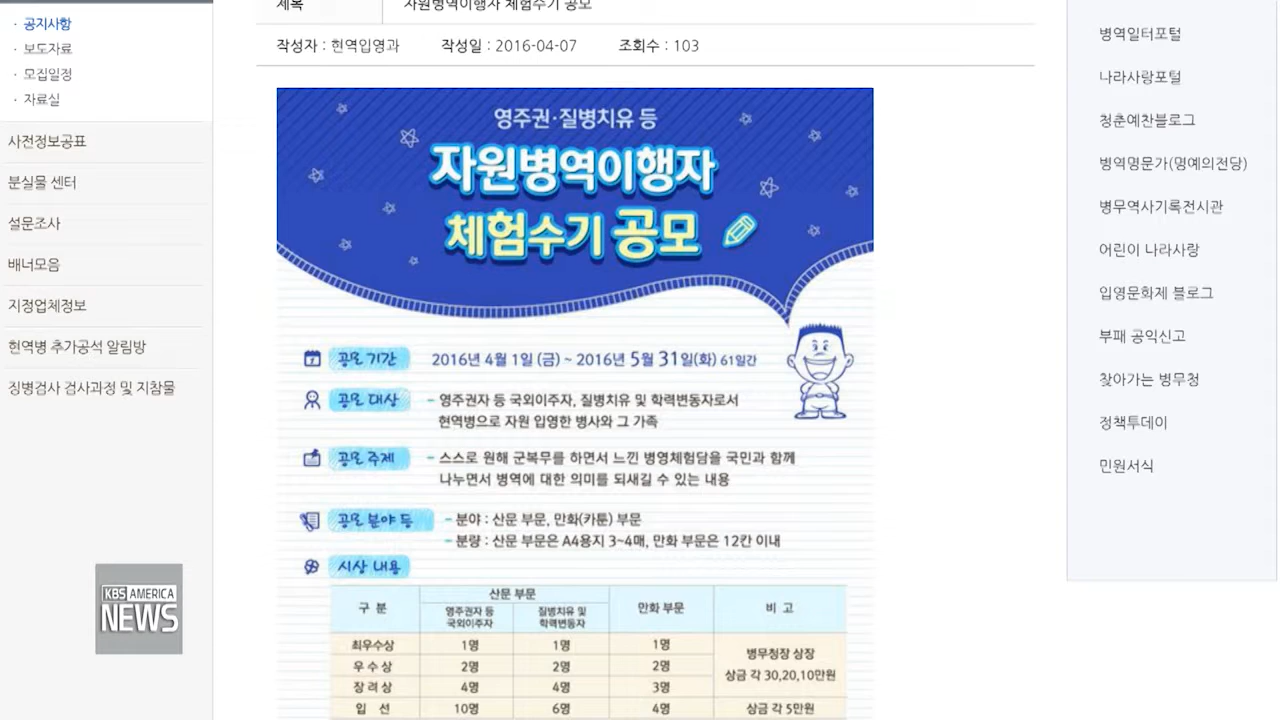 · 공지사항
· 보도자료
· 모집일정
· 자료실
사전정보공표
분실물 센터
설문조사
배너모음
지정업체정보
현역병 추가공석 알림방
징병검사 검사과정 및 지참물
KBS AMERICA
NEWS
제목 자원병역이행자 체험수기 공모
작성자 : 현역입영과 작성일 : 2016-04-07 조회수 : 103
영주권·질병치유 등
자원병역이행자
체험수기 공모
공모 기간 2016년 4월 1일 (금) ~ 2016년 5월 31일(화) 61일간
공모 대상 - 영주권자 등 국외이주자, 질병치유 및 학력변동자로서
현역병으로 자원 입영한 병사와 그 가족
공모 주제 - 스스로 원해 군복무를 하면서 느낀 병영체험담을 국민과 함께
나누면서 병역에 대한 의미를 되새길 수 있는 내용
공모 분야 등 - 분야 : 산문 부문, 만화(카툰) 부문
- 분량 : 산문 부문은 A4용지 3~4매, 만화 부문은 12칸 이내
시상 내용
구 분 산문 부문 만화 부문 비 고
영주권자 등 국외이주자 질병치유 및 학력변동자
최우수상 1명 1명 1명 병무청장 상장
우 수 상 2명 2명 2명 상금 각 30,20,10만원
장 려 상 4명 4명 3명
입 선 10명 6명 4명 상금 각 5만원
병역일터포털
나라사랑포털
청춘예찬블로그
병역명문가(명예의전당)
병무역사기록전시관
어린이 나라사랑
입영문화제 블로그
부패 공익신고
찾아가는 병무청
정책투데이
민원서식